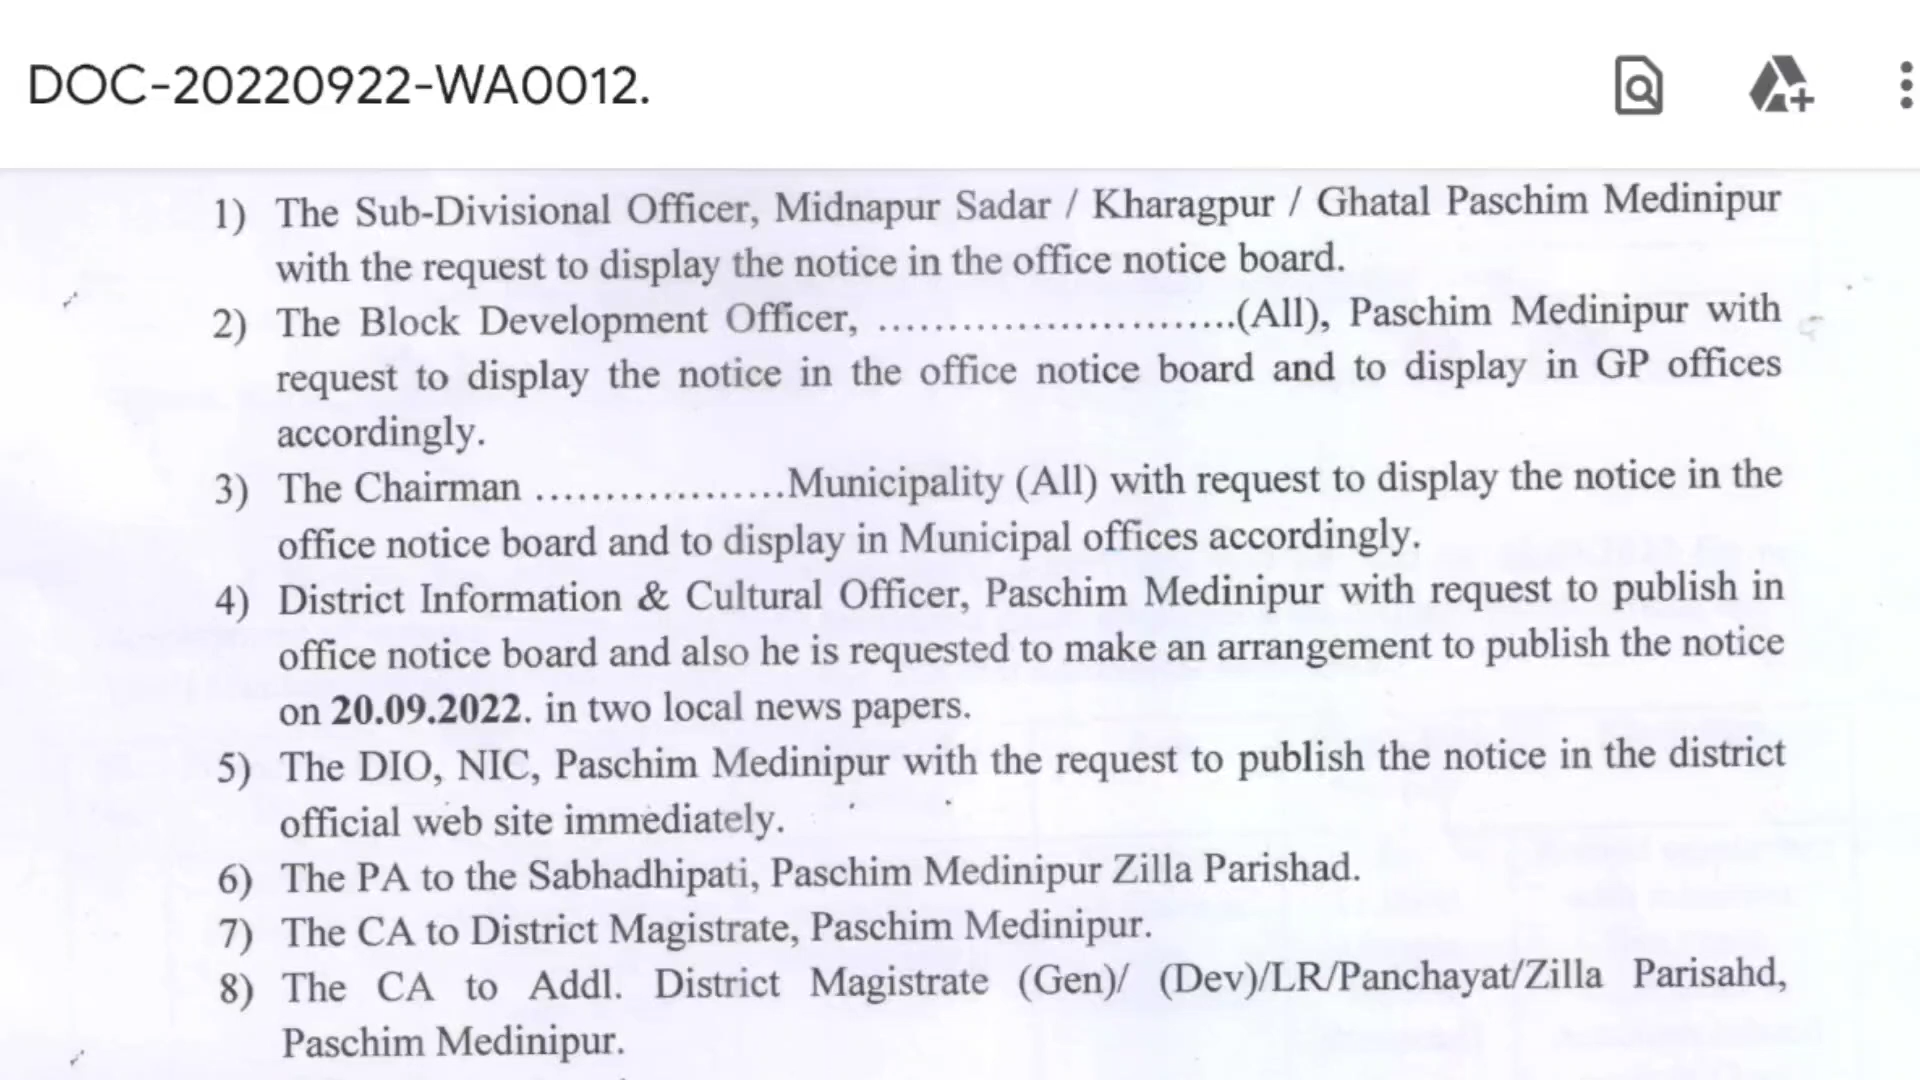 DOC-20220922-WA0012.
1) The Sub-Divisional Officer, Midnapur Sadar / Kharagpur / Ghatal Paschim Medinipur
with the request to display the notice in the office notice board.
2) The Block Development Officer, ..............................(All), Paschim Medinipur with
request to display the notice in the office notice board and to display in GP offices
accordingly.
3) The Chairman ..................Municipality (All) with request to display the notice in the
office notice board and to display in Municipal offices accordingly.
4) District Information & Cultural Officer, Paschim Medinipur with request to publish in
office notice board and also he is requested to make an arrangement to publish the notice
on 20.09.2022. in two local news papers.
5) The DIO, NIC, Paschim Medinipur with the request to publish the notice in the district
official web site immediately.
6) The PA to the Sabhadhipati, Paschim Medinipur Zilla Parishad.
7) The CA to District Magistrate, Paschim Medinipur.
8) The CA to Addl. District Magistrate (Gen)/ (Dev)/LR/Panchayat/Zilla Parisahd,
Paschim Medinipur.